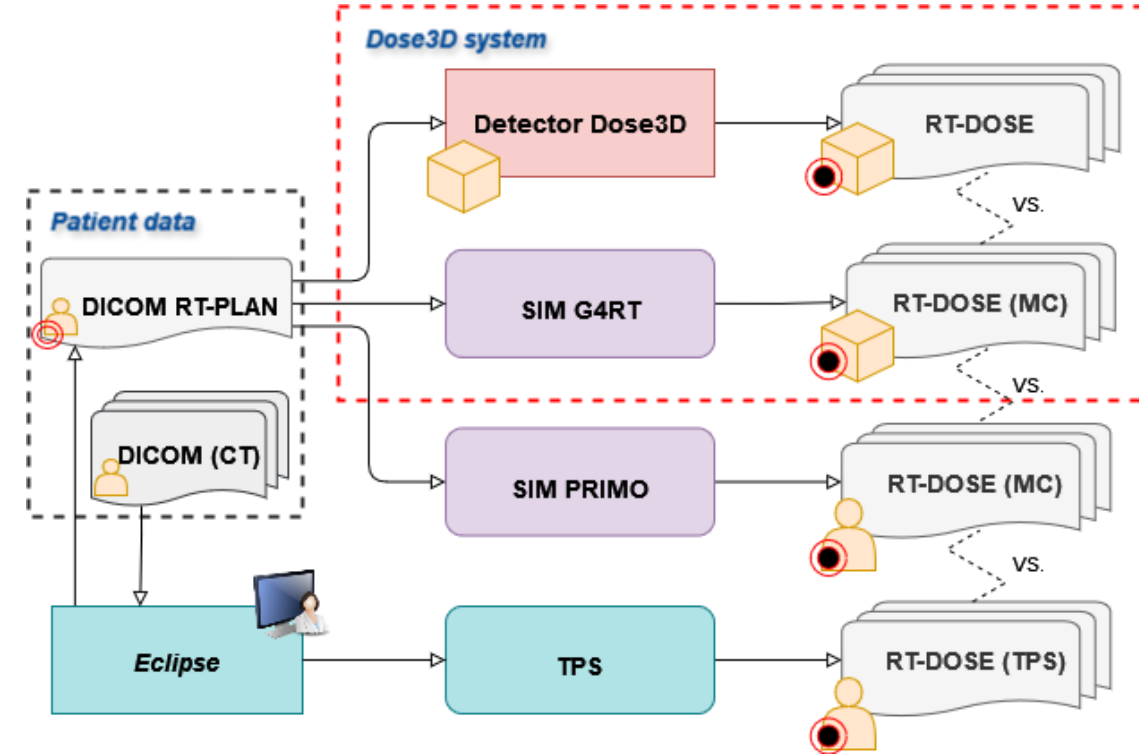 Dose3D system
Detector Dose3D
RT-DOSE
vs.
Patient data
DICOM RT-PLAN
SIM G4RT
RT-DOSE (MC)
vs.
DICOM (CT)
SIM PRIMO
RT-DOSE (MC)
vs.
Eclipse
TPS
RT-DOSE (TPS)